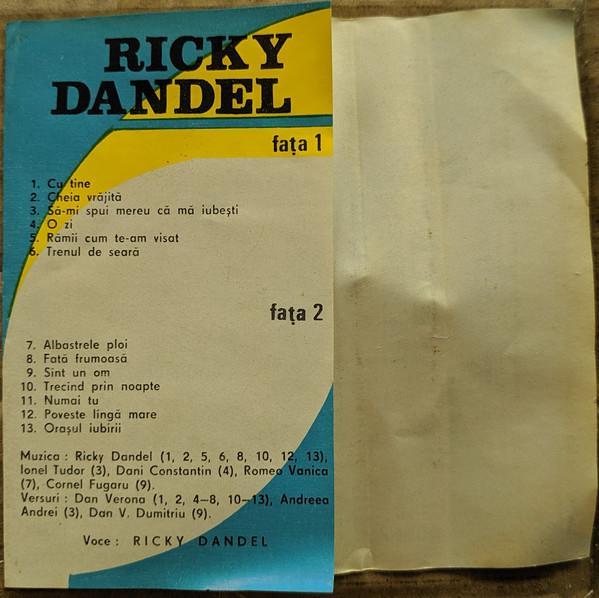 RICKY
DANDEL
fața 1
1. Cu tine
2. Cheia vrăjită
3. Să-mi spui mereu că mă iubești
4. O zi
5. Rămîi cum te-am visat
6. Trenul de seară
fața 2
7. Albastrele ploi
8. Fată frumoasă
9. Sînt un om
10. Trecînd prin noapte
11. Numai tu
12. Poveste lîngă mare
13. Orașul iubirii
Muzica : Ricky Dandel (1, 2, 5, 6, 8, 10, 12, 13),
Ionel Tudor (3), Dani Constantin (4), Romeo Vanica
(7), Cornel Fugaru (9).
Versuri : Dan Verona (1, 2, 4—8, 10—13), Andreea
Andrei (3), Dan V. Dumitriu (9).
Voce : RICKY DANDEL